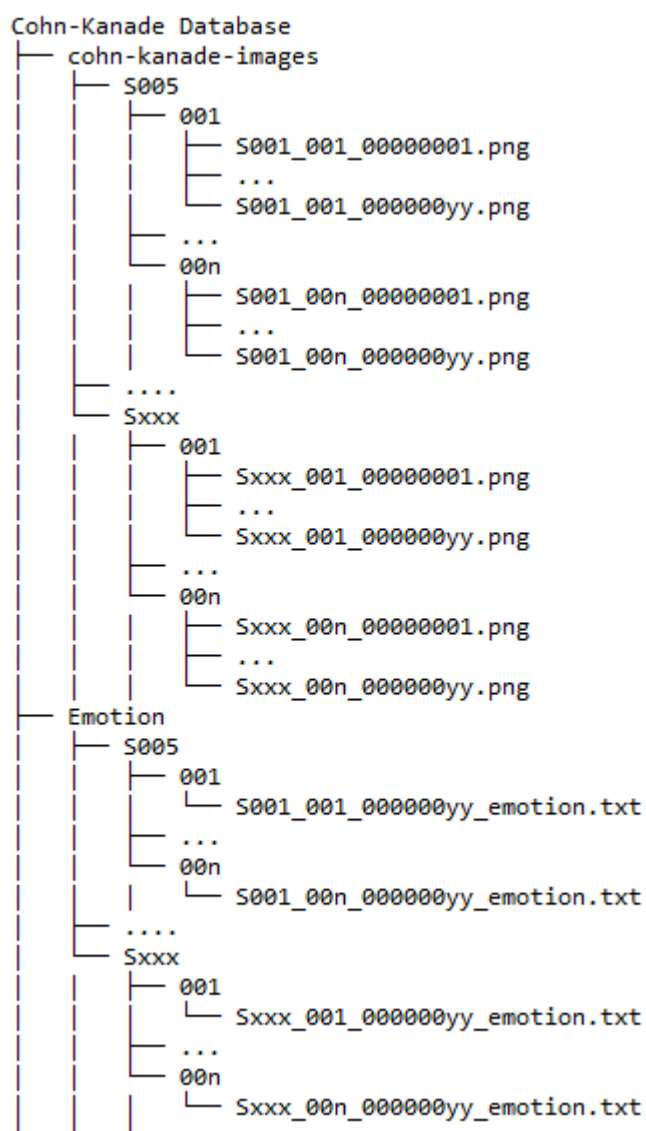 Cohn-Kanade Database
├── cohn-kanade-images
│   ├── S005
│   │   ├── 001
│   │   │   ├── S001_001_00000001.png
│   │   │   ├── ...
│   │   │   └── S001_001_000000yy.png
│   │   ├── ...
│   │   └── 00n
│   │   │   ├── S001_00n_00000001.png
│   │   │   ├── ...
│   │   │   └── S001_00n_000000yy.png
│   ├── ....
│   └── Sxxx
│   │   ├── 001
│   │   │   ├── Sxxx_001_00000001.png
│   │   │   ├── ...
│   │   │   └── Sxxx_001_000000yy.png
│   │   ├── ...
│   │   └── 00n
│   │   │   ├── Sxxx_00n_00000001.png
│   │   │   ├── ...
│   │   │   └── Sxxx_00n_000000yy.png
├── Emotion
│   ├── S005
│   │   ├── 001
│   │   │   └── S001_001_000000yy_emotion.txt
│   │   ├── ...
│   │   └── 00n
│   │   │   └── S001_00n_000000yy_emotion.txt
│   ├── ....
│   └── Sxxx
│   │   ├── 001
│   │   │   └── Sxxx_001_000000yy_emotion.txt
│   │   ├── ...
│   │   └── 00n
│   │   │   └── Sxxx_00n_000000yy_emotion.txt